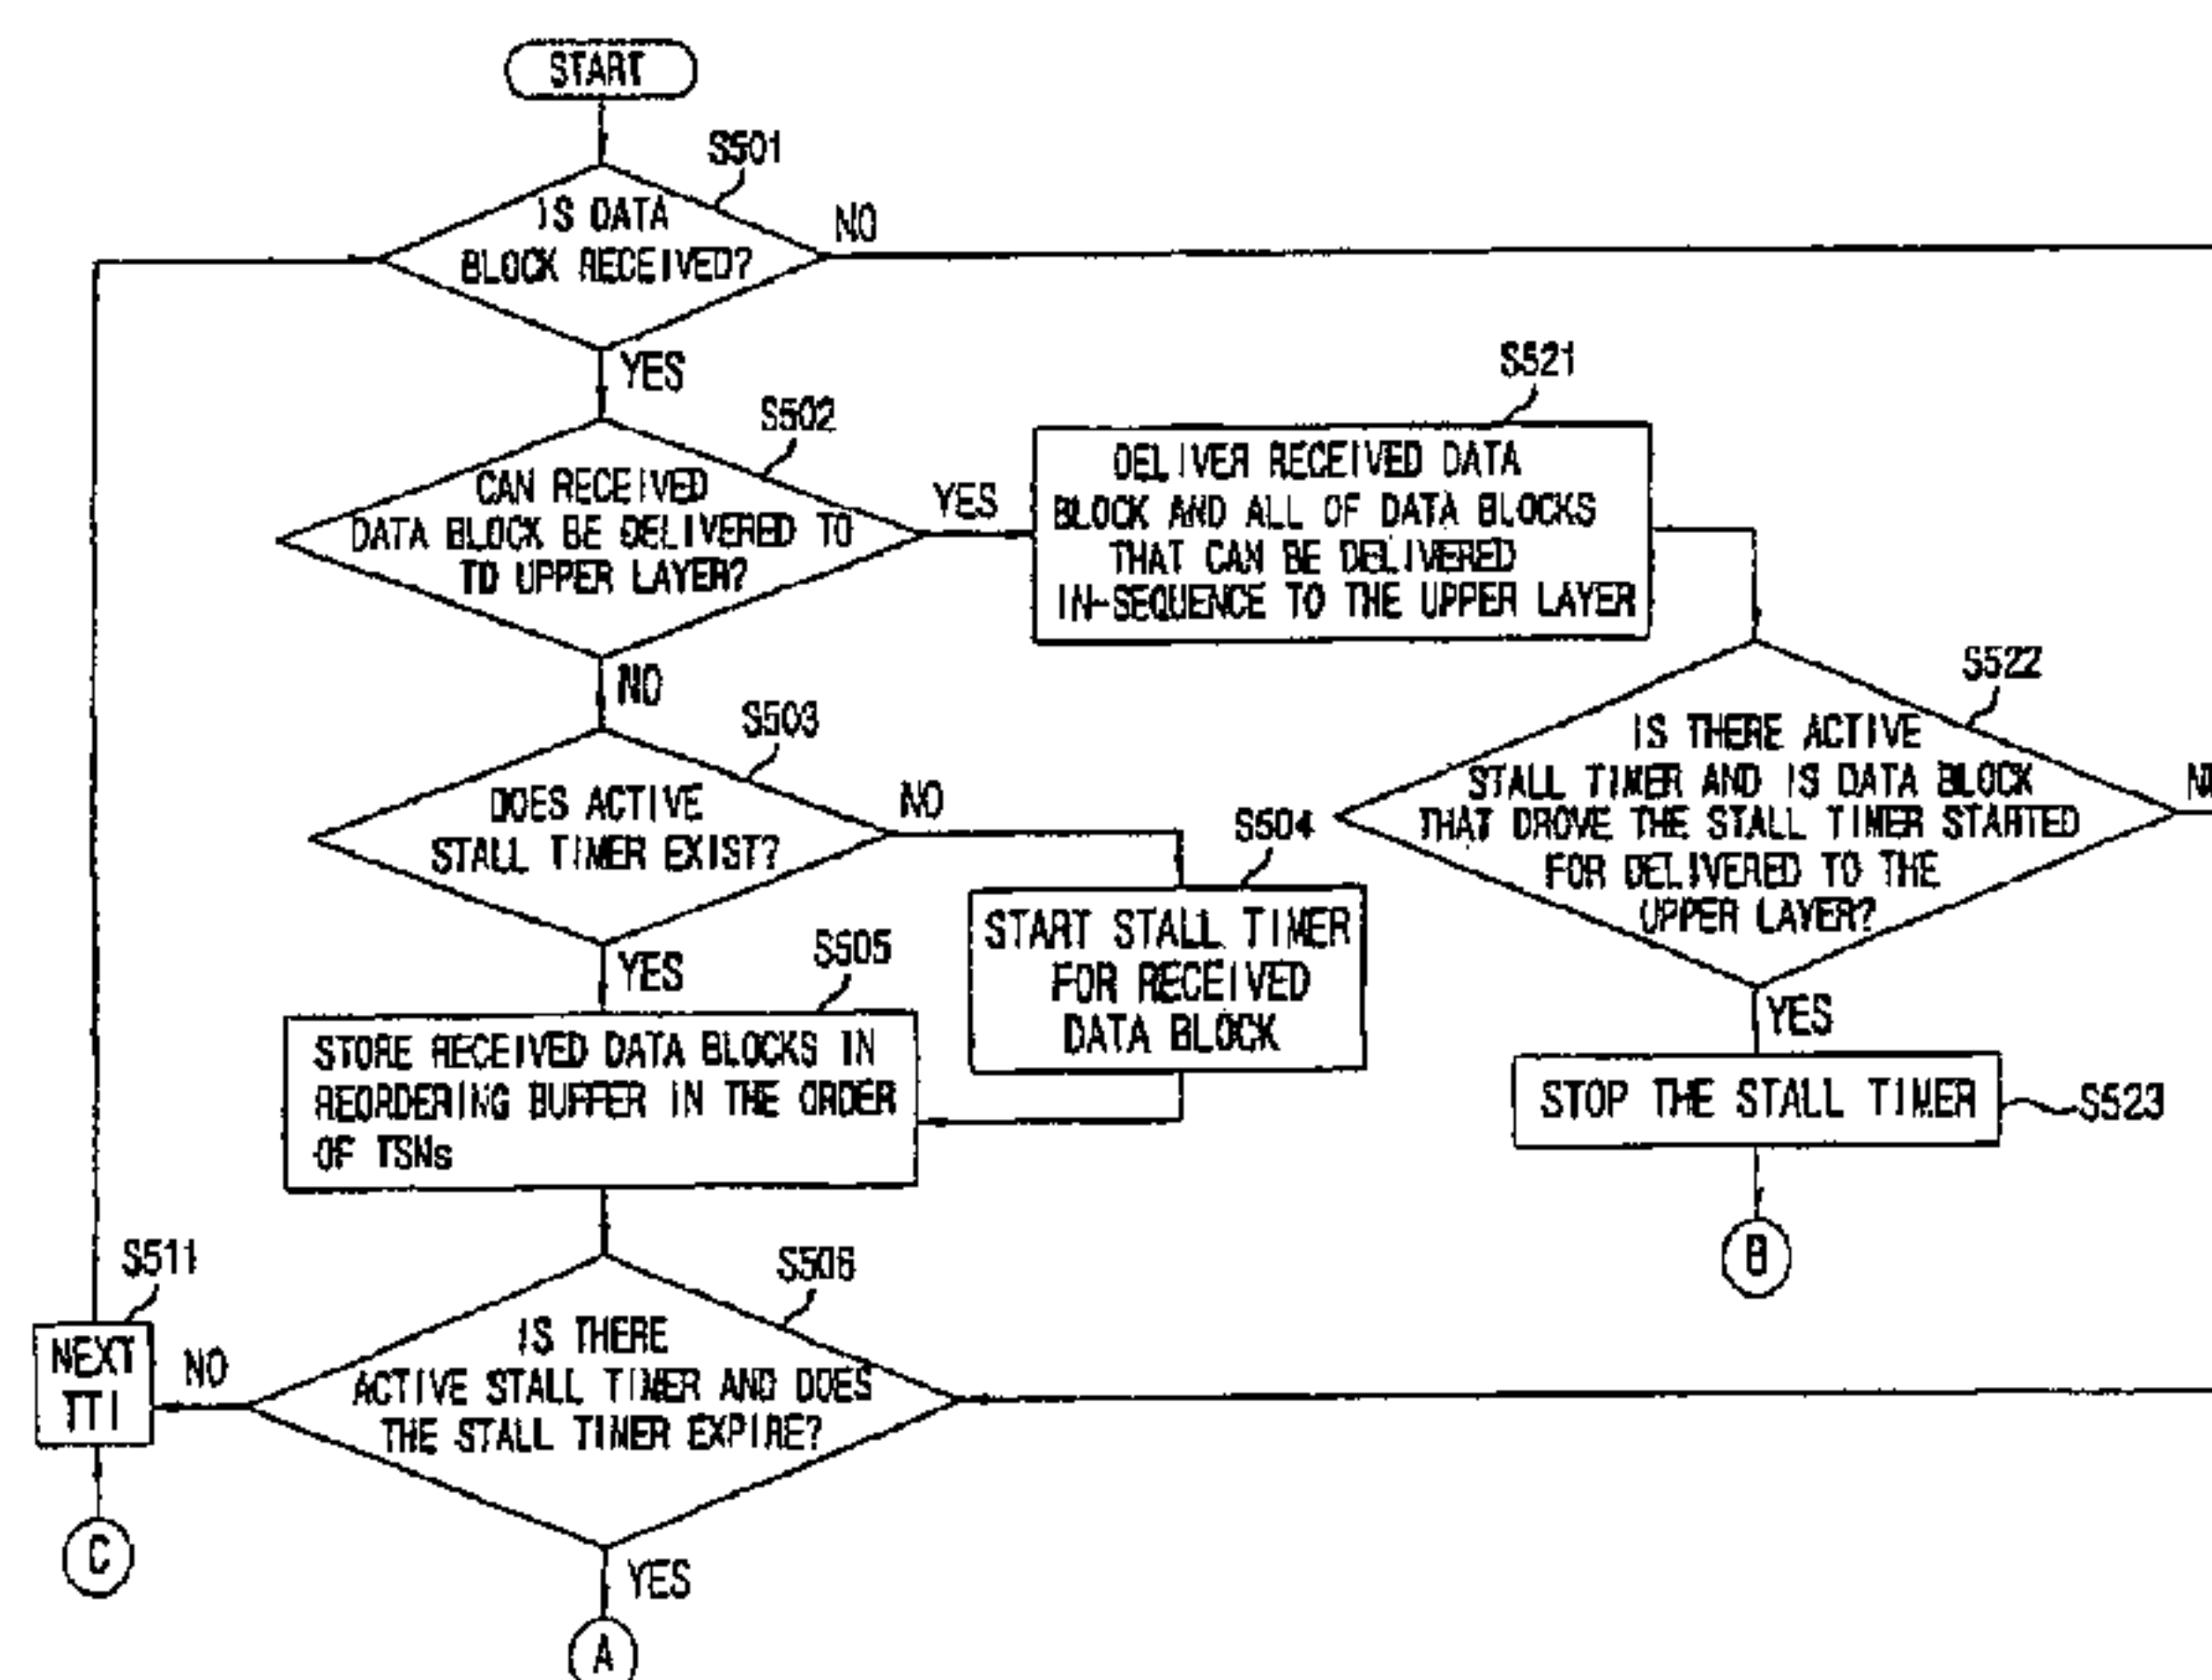 START
S501
IS DATA
BLOCK RECEIVED?
NO
YES
S502
CAN RECEIVED
DATA BLOCK BE DELIVERED TO
TO UPPER LAYER?
YES
NO
S521
DELIVER RECEIVED DATA
BLOCK AND ALL OF DATA BLOCKS
THAT CAN BE DELIVERED
IN-SEQUENCE TO THE UPPER LAYER
S503
DOES ACTIVE
STALL TIMER EXIST?
NO
YES
S504
START STALL TIMER
FOR RECEIVED
DATA BLOCK
S522
IS THERE ACTIVE
STALL TIMER AND IS DATA BLOCK
THAT DROVE THE STALL TIMER STARTED
FOR DELIVERED TO THE
UPPER LAYER?
YES
S505
STORE RECEIVED DATA BLOCKS IN
REORDERING BUFFER IN THE ORDER
OF TSNs
STOP THE STALL TIMER
S523
B
S511
NEXT
TTI
NO
S506
IS THERE
ACTIVE STALL TIMER AND DOES
THE STALL TIMER EXPIRE?
YES
C
A